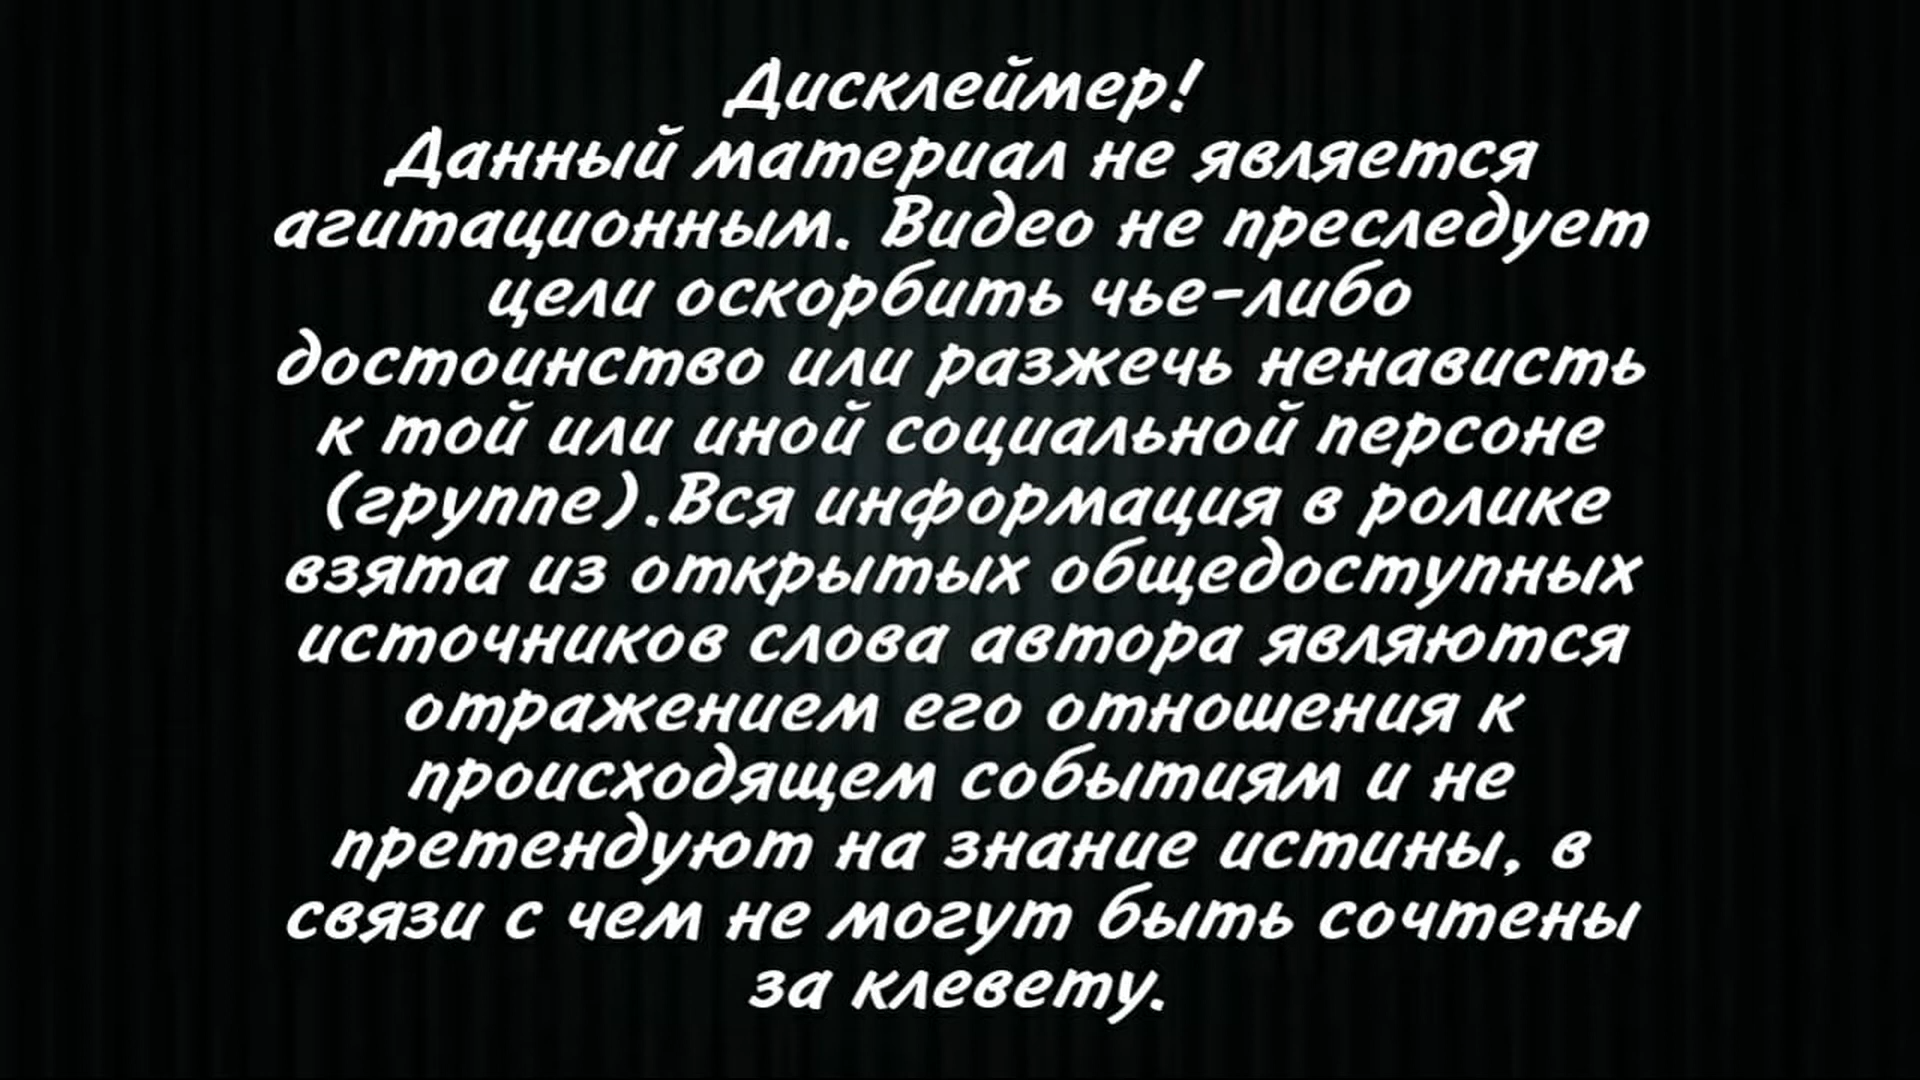 Дисклеймер!
Данный материал не является
агитационным. Видео не преследует
цели оскорбить чье-либо
достоинство или разжечь ненависть
к той или иной социальной персоне
(группе).Вся информация в ролике
взята из открытых общедоступных
источников слова автора являются
отражением его отношения к
происходящем событиям и не
претендуют на знание истины, в
связи с чем не могут быть сочтены
за клевету.